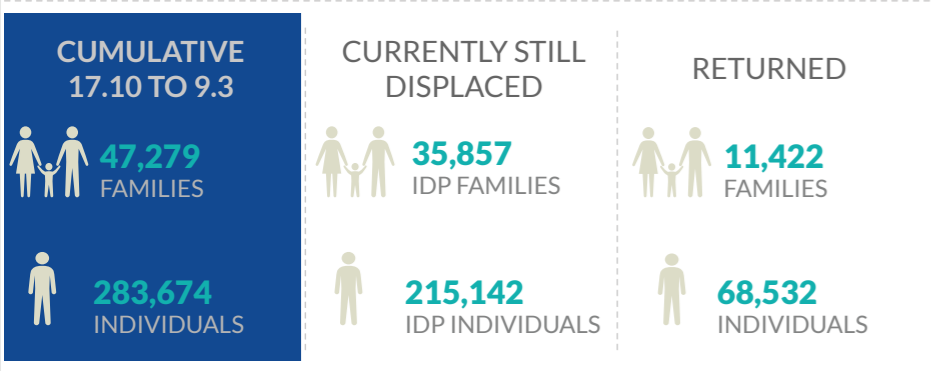 CUMULATIVE
17.10 TO 9.3
47,279
FAMILIES
283,674
INDIVIDUALS
CURRENTLY STILL
DISPLACED
35,857
IDP FAMILIES
215,142
IDP INDIVIDUALS
RETURNED
11,422
FAMILIES
68,532
INDIVIDUALS